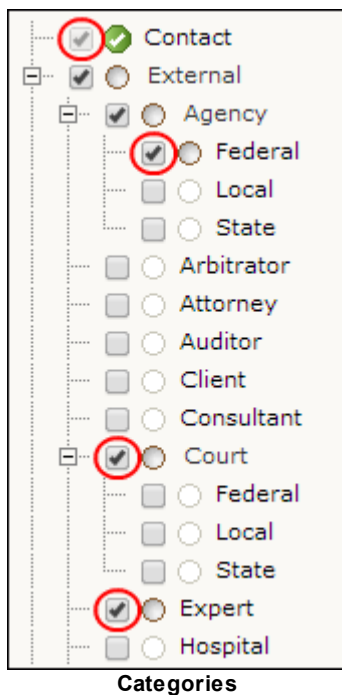 Contact
External
Agency
Federal
Local
State
Arbitrator
Attorney
Auditor
Client
Consultant
Court
Federal
Local
State
Expert
Hospital
Categories